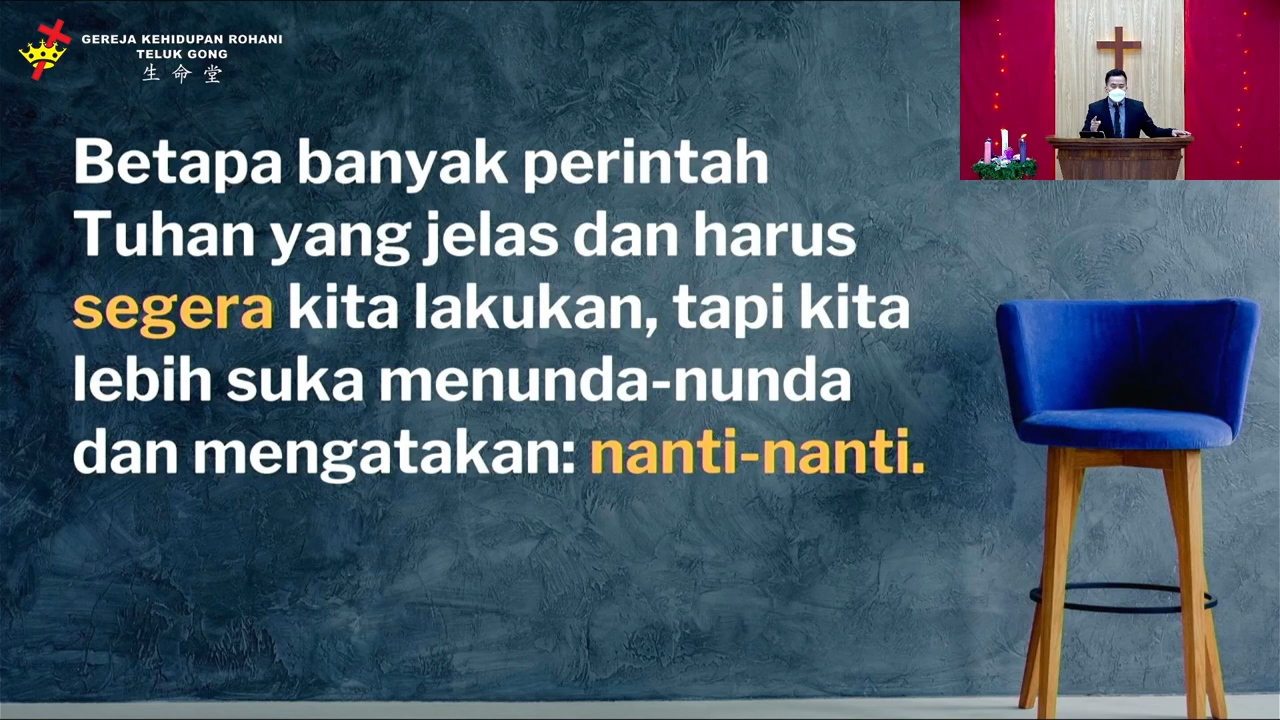 GEREJA KEHIDUPAN ROHANI
TELUK GONG
生命堂
Betapa banyak perintah
Tuhan yang jelas dan harus
segera kita lakukan, tapi kita
lebih suka menunda-nunda
dan mengatakan: nanti-nanti.